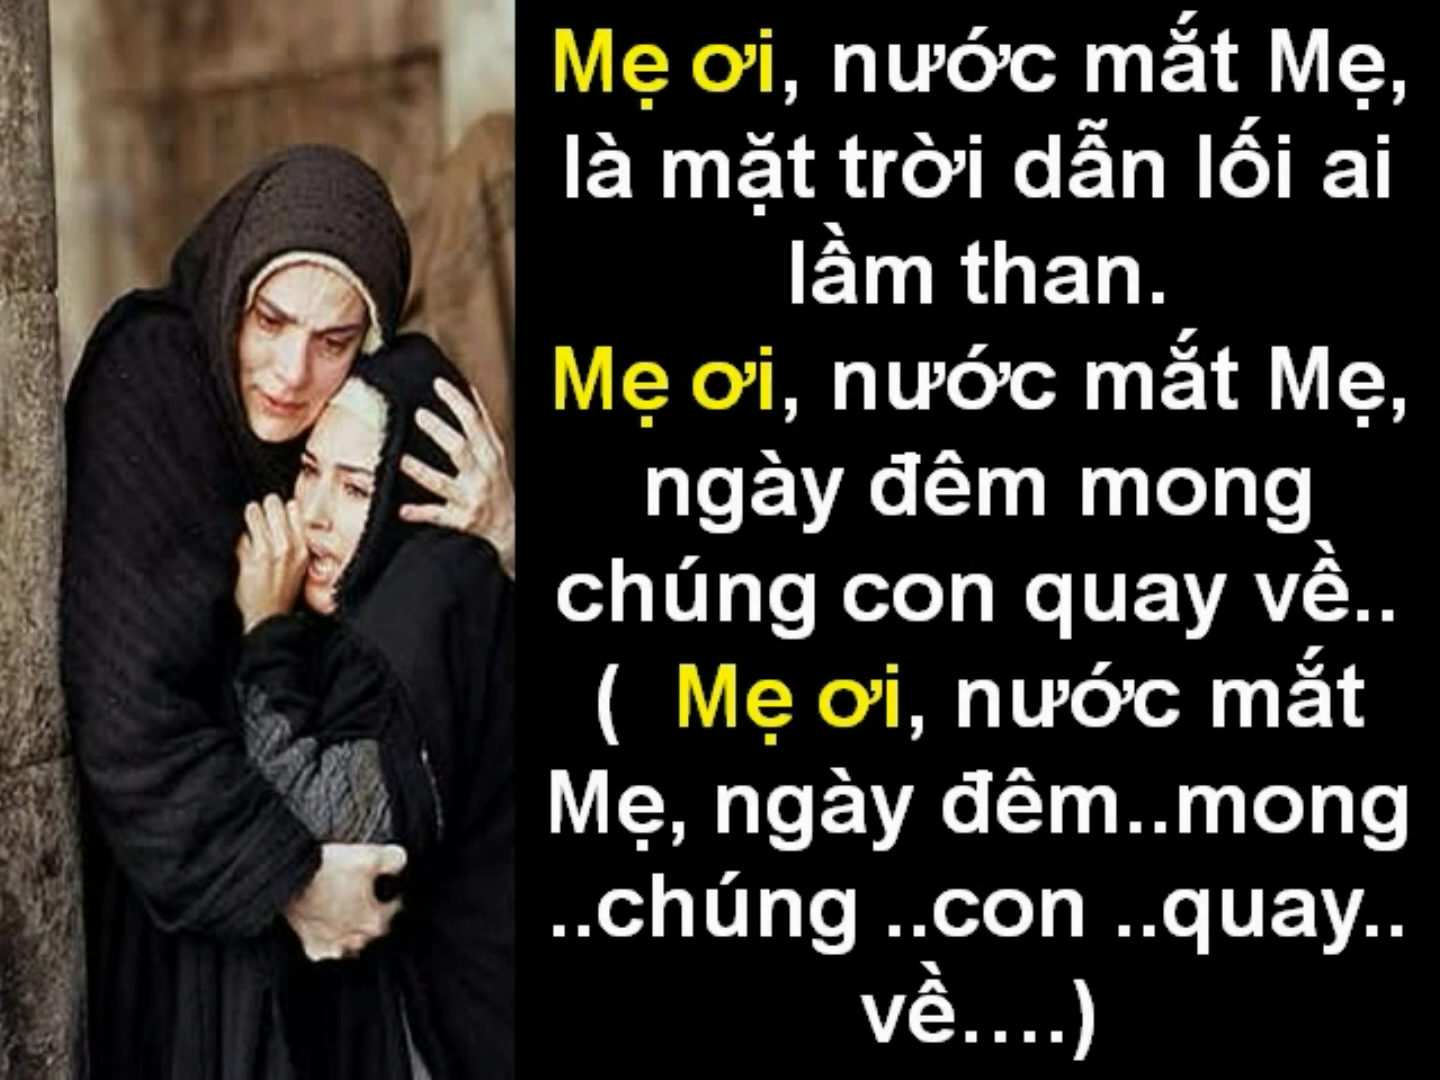 Mẹ ơi, nước mắt Mẹ,
là mặt trời dẫn lối ai
lầm than.
Mẹ ơi, nước mắt Mẹ,
ngày đêm mong
chúng con quay về..
( Mẹ ơi, nước mắt
Mẹ, ngày đêm..mong
..chúng ..con ..quay..
về….)